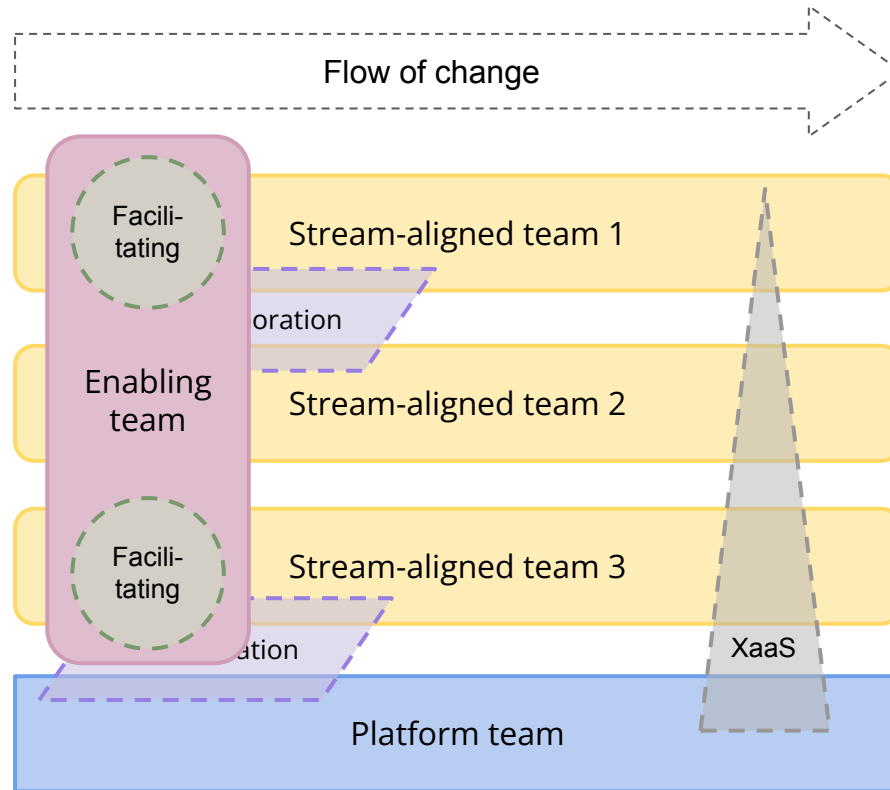 Flow of change
Facili-
tating
Stream-aligned team 1
oration
Enabling
team
Stream-aligned team 2
Facili-
tating
Stream-aligned team 3
ation
XaaS
Platform team